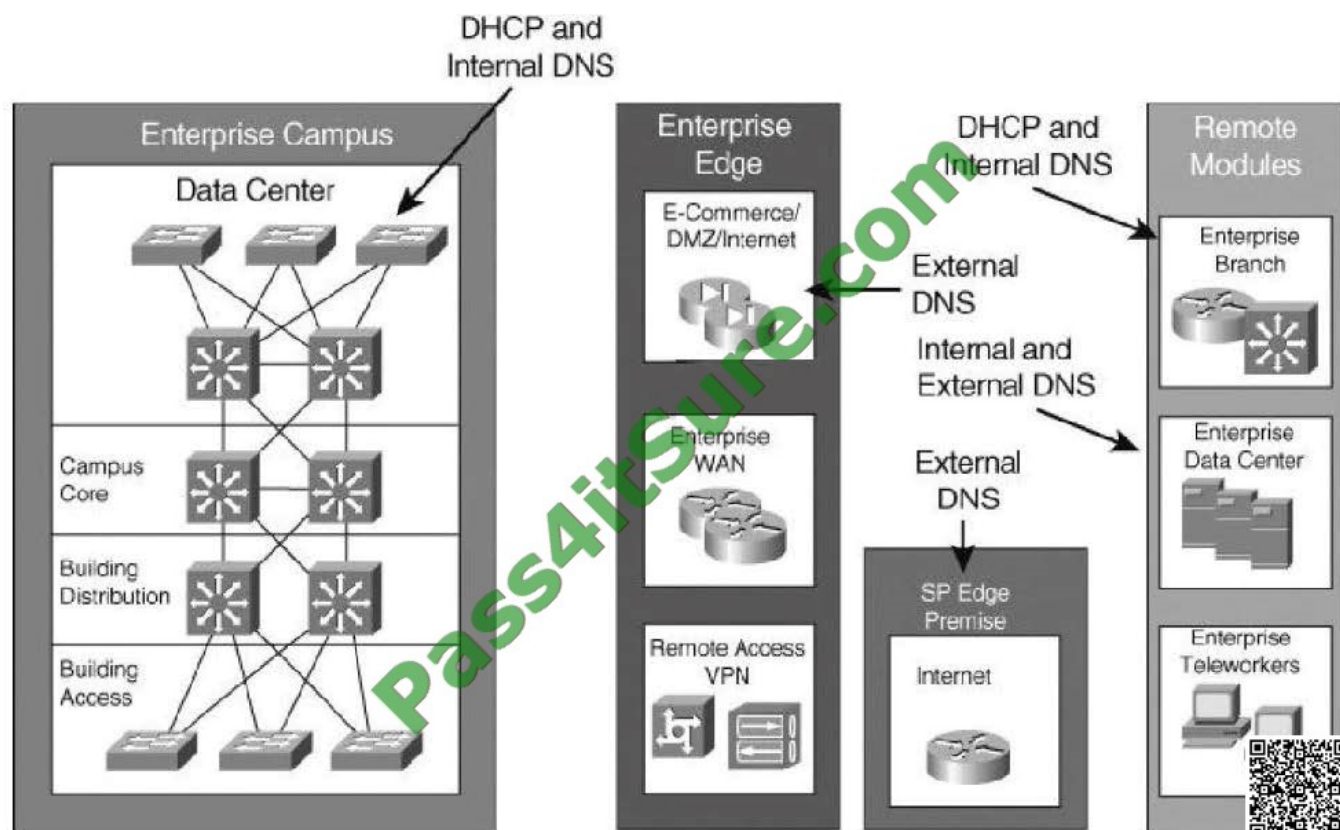 DHCP and
Internal DNS
Enterprise Campus
Data Center
Campus
Core
Building
Distribution
Building
Access
Enterprise
Edge
E-Commerce/
DMZ/Internet
Enterprise
WAN
Remote Access
VPN
External
DNS
Internal and
External DNS
External
DNS
SP Edge
Premise
Internet
DHCP and
Internal DNS
Remote
Modules
Enterprise
Branch
Enterprise
Data Center
Enterprise
Teleworkers
Pass4itSure.com